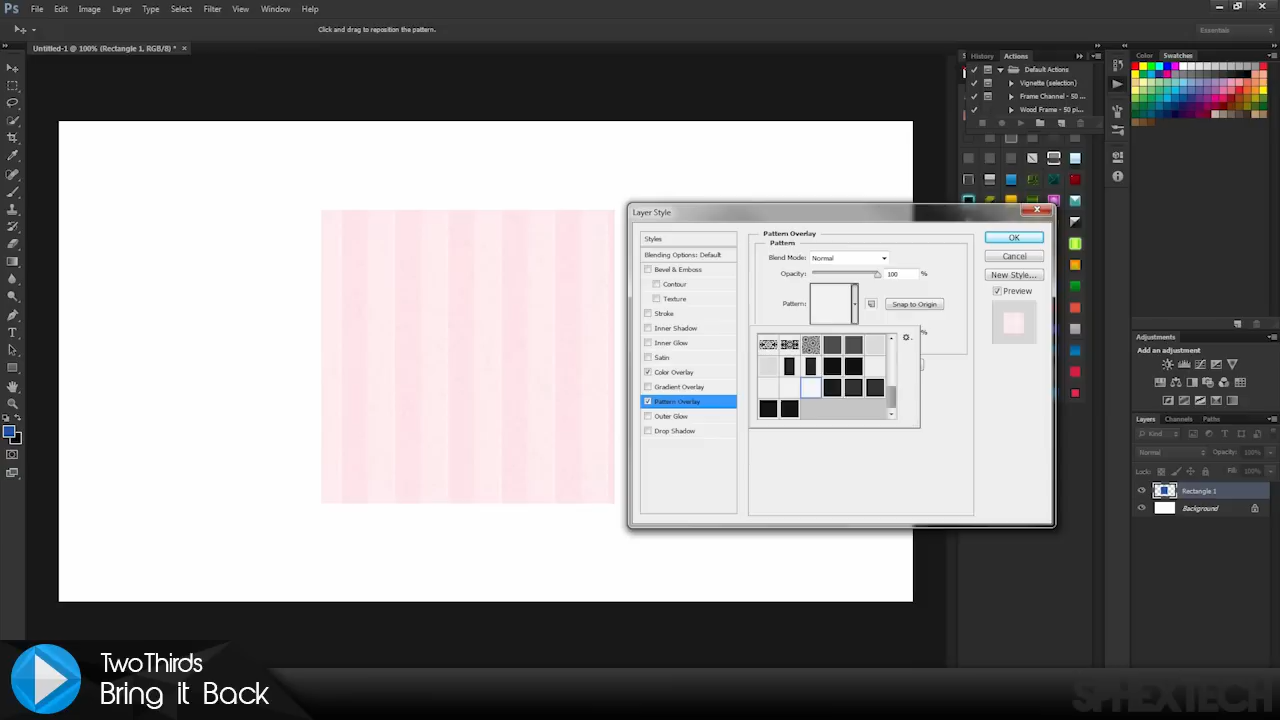 Ps File Edit Image Layer Type Select Filter View Window Help
Click and drag to reposition the pattern.
Essentials
Untitled-1 @ 100% (Rectangle 1, RGB/8) * ×
History Actions
Default Actions
Vignette (selection)
Frame Channel - 50 ...
Wood Frame - 50 pi...
Color Swatches
Layer Style
Styles
Blending Options: Default
Bevel & Emboss
Contour
Texture
Stroke
Inner Shadow
Inner Glow
Satin
Color Overlay
Gradient Overlay
Pattern Overlay
Outer Glow
Drop Shadow
Pattern Overlay
Pattern
Blend Mode: Normal
Opacity: 100 %
Pattern: Snap to Origin
%
OK
Cancel
New Style...
Preview
Adjustments
Add an adjustment
Layers Channels Paths
Kind
Normal Opacity: 100%
Lock: Fill: 100%
Rectangle 1
Background
TwoThirds
Bring it Back
SPHEXTECH